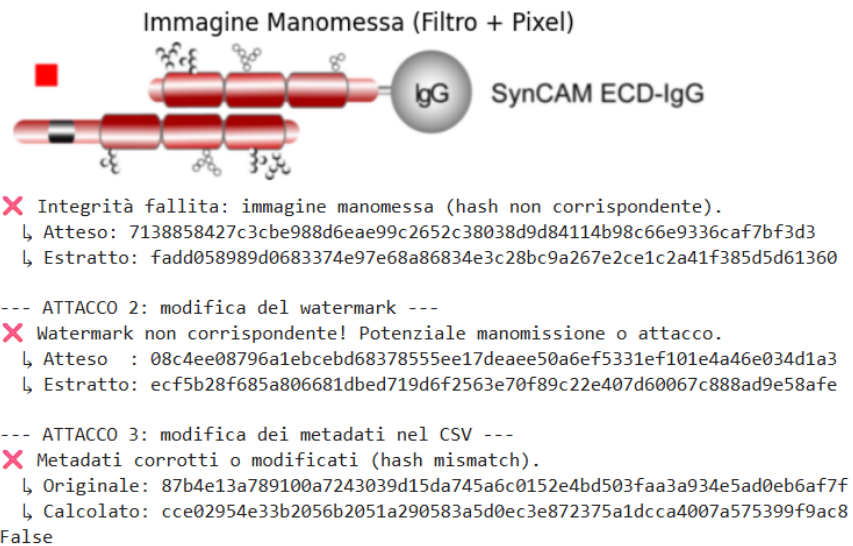 Immagine Manomessa (Filtro + Pixel)
IgG
SynCAM ECD-IgG
❌ Integrità fallita: immagine manomessa (hash non corrispondente).
↳ Atteso: 7138858427c3cbe988d6eae99c2652c38038d9d84114b98c66e9336caf7bf3d3
↳ Estratto: fadd058989d0683374e97e68a86834e3c28bc9a267e2ce1c2a41f385d5d61360
--- ATTACCO 2: modifica del watermark ---
❌ Watermark non corrispondente! Potenziale manomissione o attacco.
↳ Atteso  : 08c4ee08796a1ebcebd68378555ee17deaee50a6ef5331ef101e4a46e034d1a3
↳ Estratto: ecf5b28f685a806681dbed719d6f2563e70f89c22e407d60067c888ad9e58afe
--- ATTACCO 3: modifica dei metadati nel CSV ---
❌ Metadati corrotti o modificati (hash mismatch).
↳ Originale: 87b4e13a789100a7243039d15da745a6c0152e4bd503faa3a934e5ad0eb6af7f
↳ Calcolato: cce02954e33b2056b2051a290583a5d0ec3e872375a1dcca4007a575399f9ac8
False